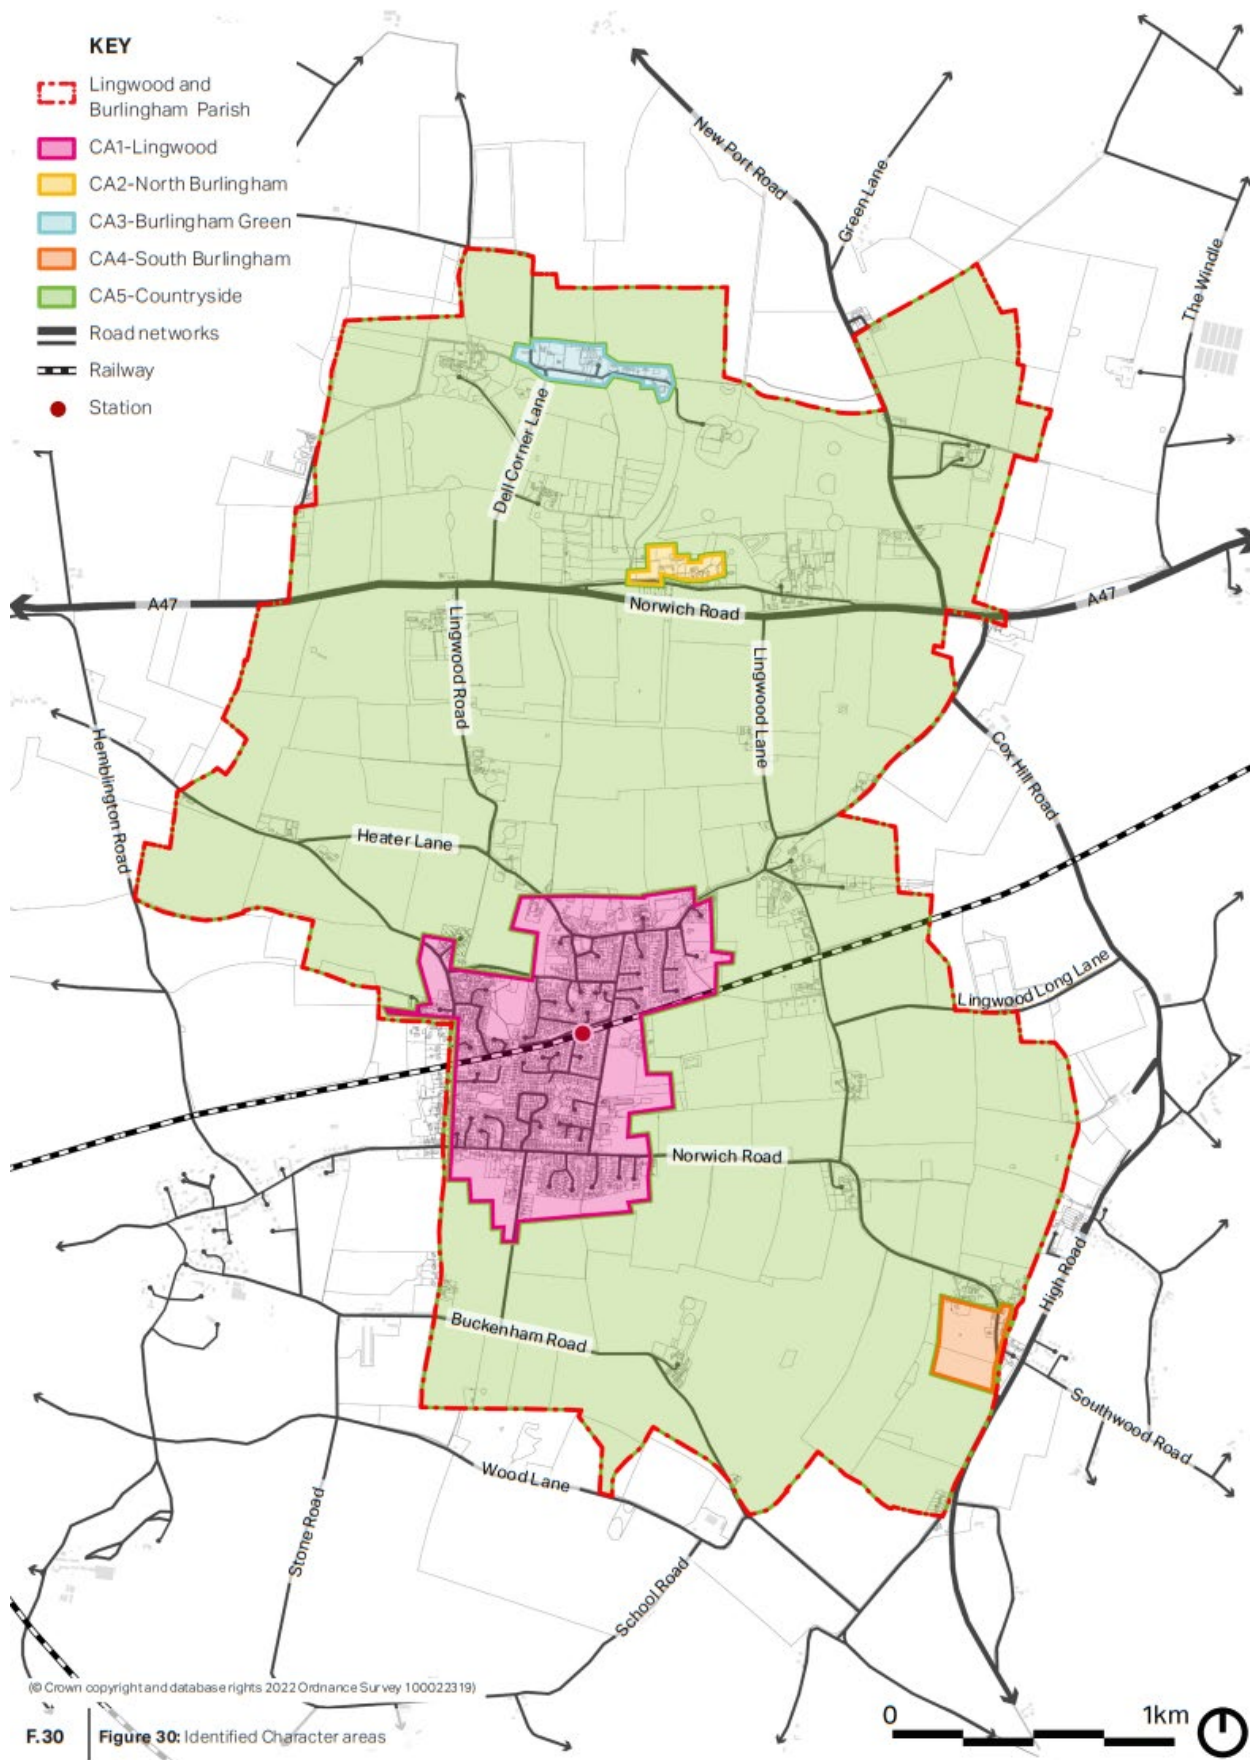 KEY
Lingwood and
Burlingham Parish
CA1-Lingwood
CA2-North Burlingham
CA3-Burlingham Green
CA4-South Burlingham
CA5-Countryside
Road networks
Railway
Station
New Port Road
Green Lane
The Windle
Dell Corner Lane
A47
Norwich Road
A47
Lingwood Road
Lingwood Lane
Hemblington Road
Cox Hill Road
Heater Lane
Lingwood Long Lane
Norwich Road
High Road
Buckenham Road
Southwood Road
Wood Lane
Stone Road
School Road
(© Crown copyright and database rights 2022 Ordnance Survey 100022319)
0 1km
F.30 Figure 30: Identified Character areas